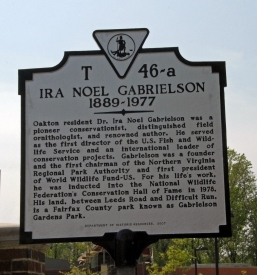 T 46-a
IRA NOEL GABRIELSON
1889-1977
Oakton resident Dr. Ira Noel Gabrielson was a
pioneer conservationist, distinguished field
ornithologist, and renowned author. He served
as the first director of the U.S. Fish and Wild-
life Service and an international leader of
conservation projects. Gabrielson was a founder
and the first chairman of the Northern Virginia
Regional Park Authority and first president
of World Wildlife Fund-US. For his life's work,
he was inducted into the National Wildlife
Federation's Conservation Hall of Fame in 1976.
His land, between Leeds Road and Difficult Run,
is a Fairfax County park known as Gabrielson
Gardens Park.
DEPARTMENT OF HISTORIC RESOURCES,